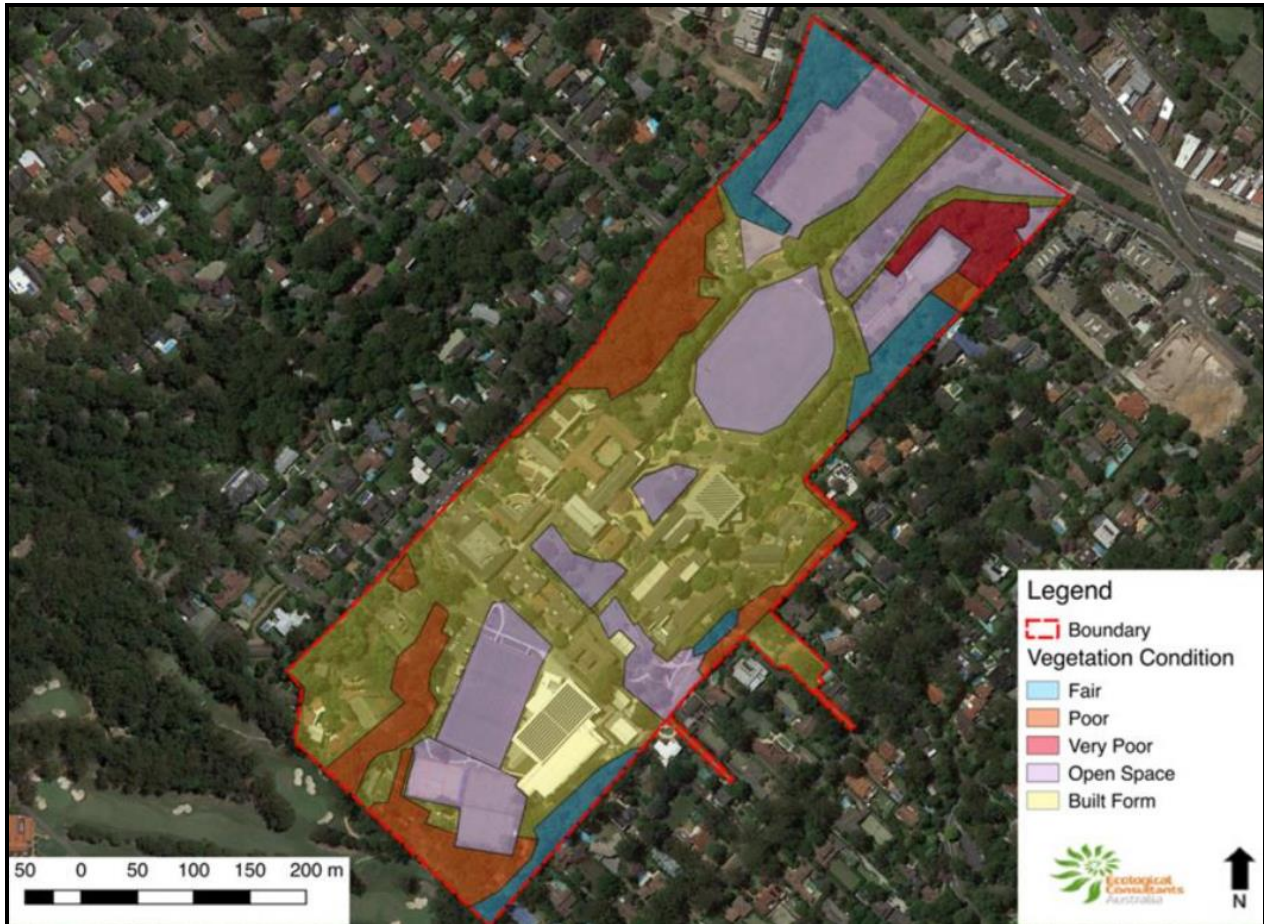 Legend
Boundary
Vegetation Condition
Fair
Poor
Very Poor
Open Space
Built Form
50 0 50 100 150 200 m
Ecological
Consultants
Australia
N